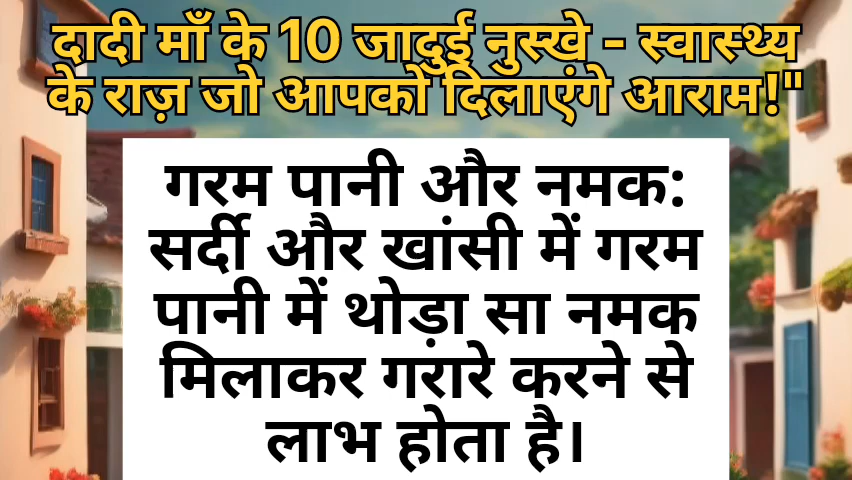 दादी माँ के 10 जादुई नुस्खे - स्वास्थ्य
के राज़ जो आपको दिलाएंगे आराम!"
गरम पानी और नमक:
सर्दी और खांसी में गरम
पानी में थोड़ा सा नमक
मिलाकर गरारे करने से
लाभ होता है।